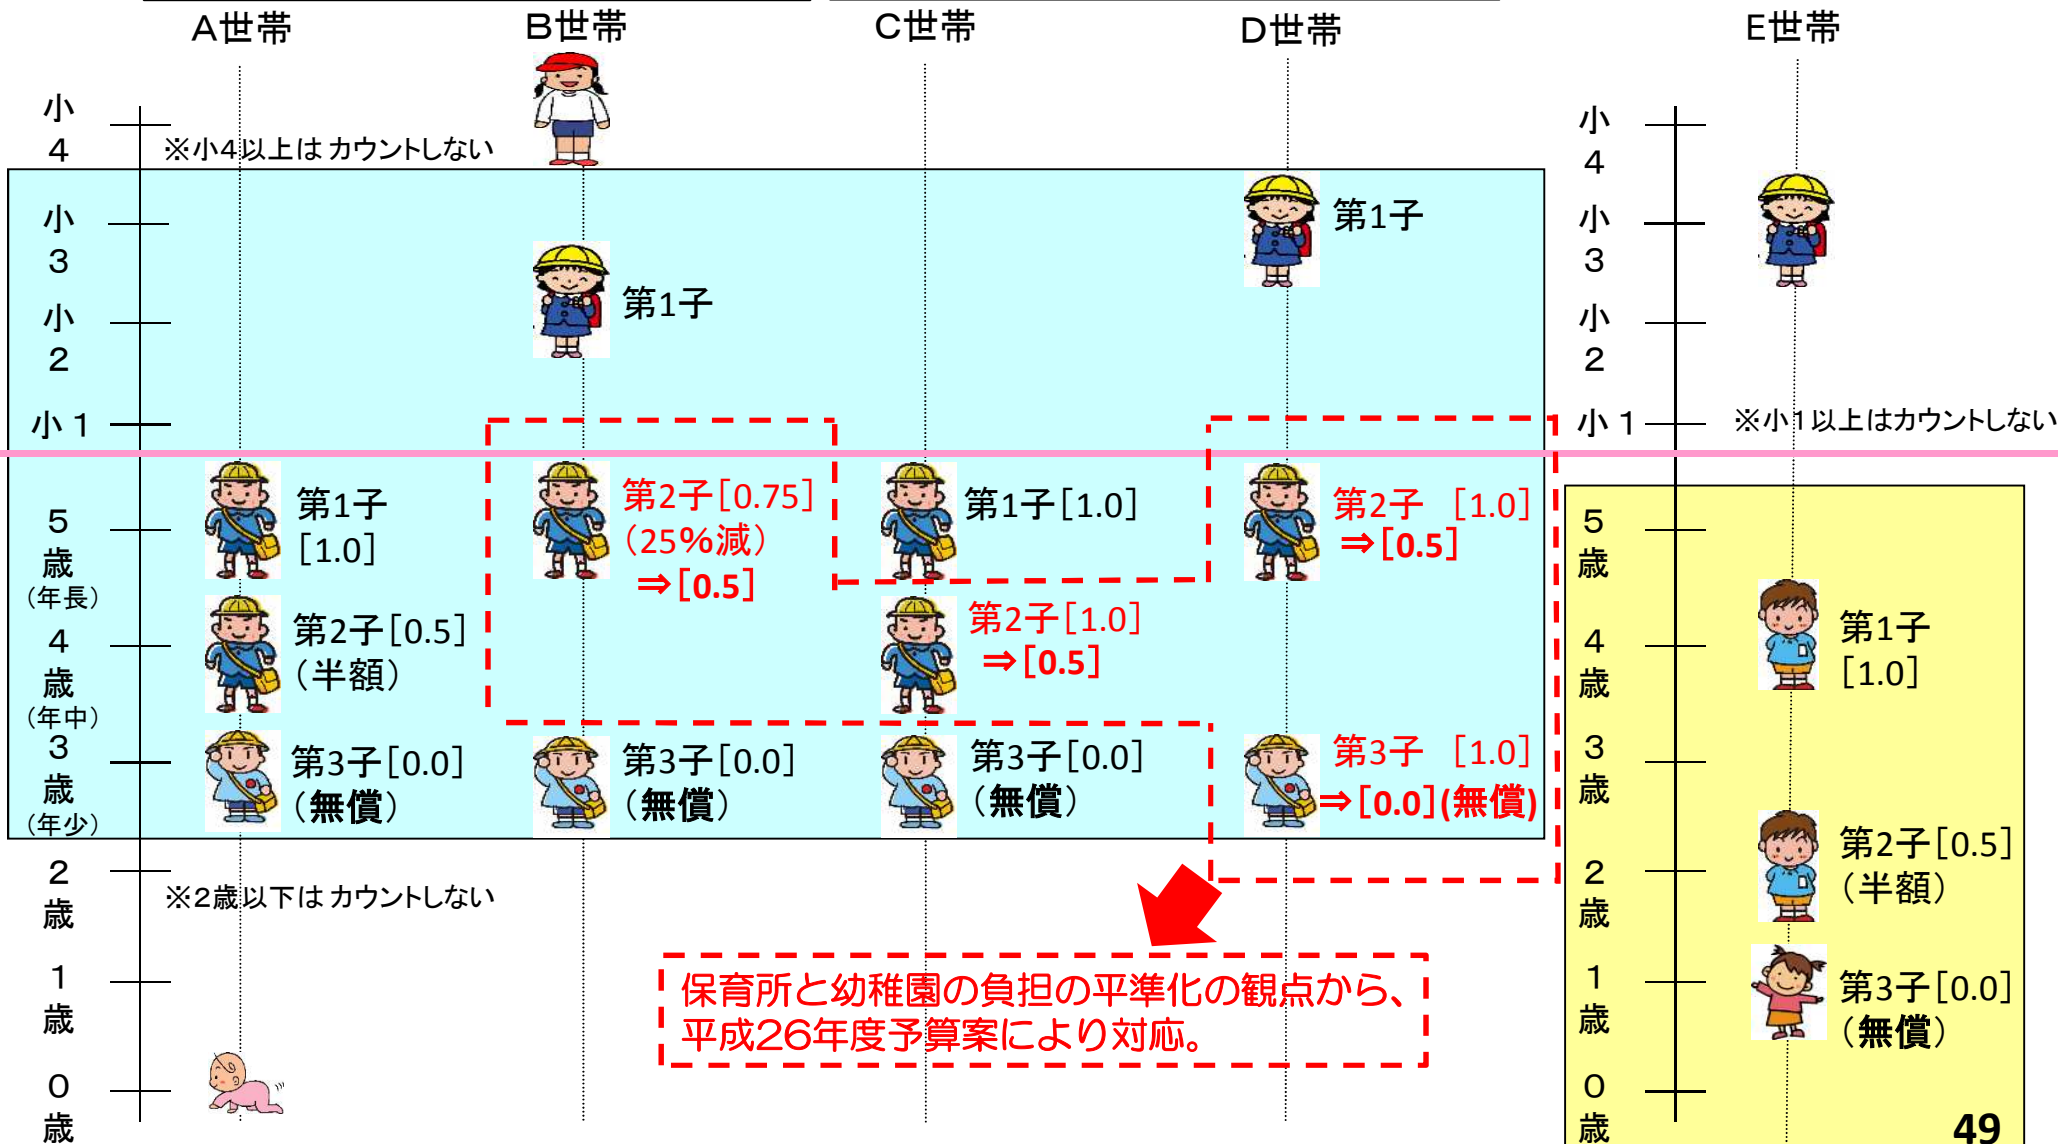 A世帯
B世帯
C世帯
D世帯
E世帯
小
4
※小4以上は カウントしない
小
3
小
2
小 1
5
歳
(年長)
4
歳
(年中)
3
歳
(年少)
2
歳
※2歳以下は カウントしない
1
歳
0
歳
第1子
[1.0]
第2子[0.5]
(半額)
第3子[0.0]
(無償)
第1子
第2子[0.75]
(25%減)
⇒[0.5]
第3子[0.0]
(無償)
第1子[1.0]
第2子[1.0]
⇒[0.5]
第3子[0.0]
(無償)
第1子
第2子 [1.0]
⇒[0.5]
第3子 [1.0]
⇒[0.0](無償)
保育所と幼稚園の負担の平準化の観点から、
平成26年度予算案により対応。
小
4
小
3
小
2
小 1
※小1以上はカウントしない
5
歳
4
歳
3
歳
2
歳
1
歳
0
歳
第1子
[1.0]
第2子[0.5]
(半額)
第3子[0.0]
(無償)
49